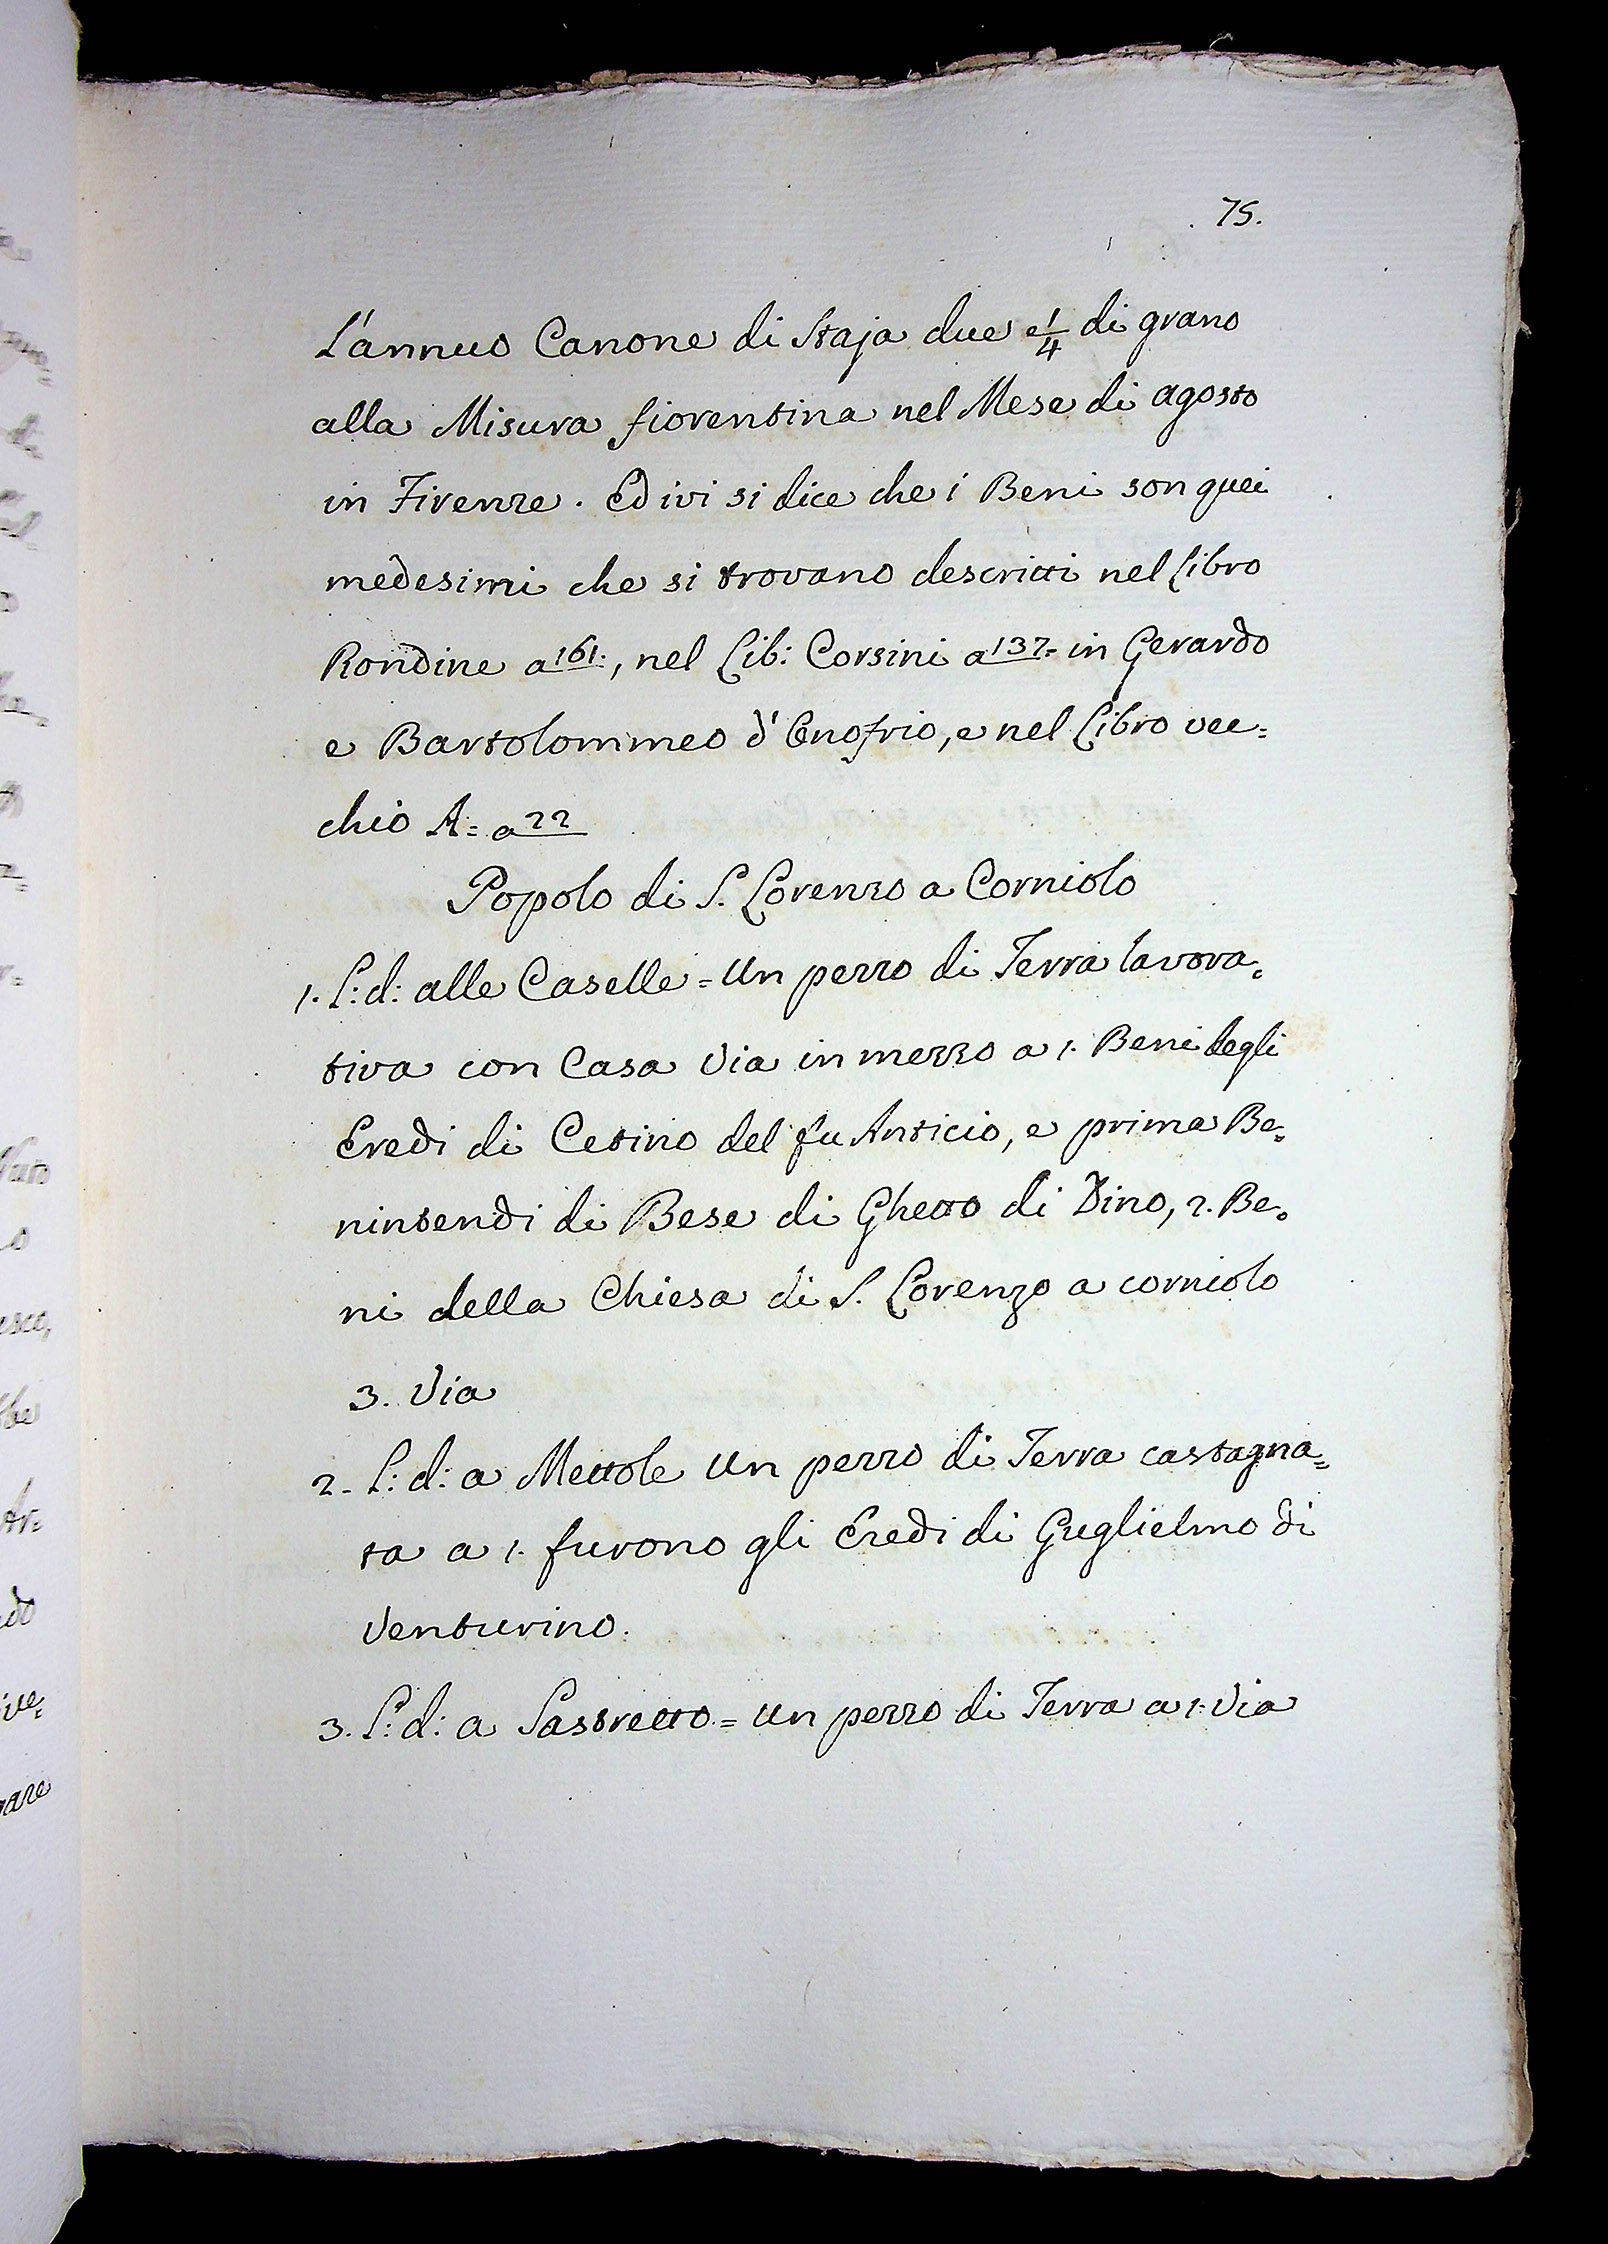 75.
L'annuo Canone di Staja due e 1/4 di grano
alla Misura fiorentina nel Mese di agosto
in Firenze. Ed ivi si dice che i Beni son quei
medesimi che si trovano descritti nel Libro
Rondine a 161., nel Lib: Corsini a 137= in Gerardo
e Bartolommeo d'Onofrio, e nel Libro vec=
chio A= a 22
Popolo di S. Lorenzo a Corniolo
1. L: d: alle Caselle = Un pezzo di Terra lavora=
tiva con Casa Via in mezzo a 1. Beni degli
Eredi di Cetino del fu Anticio, e prima Be=
nintendi di Bese di Ghetto di Dino, 2. Be=
ni della Chiesa di S. Lorenzo a corniolo
3. Via
2. L: d: a Mettole Un pezzo di Terra castagna=
ta a 1. furono gli Eredi di Guglielmo di
Venturino.
3. L: d: a Sastretto = Un pezzo di Terra a 1. Via